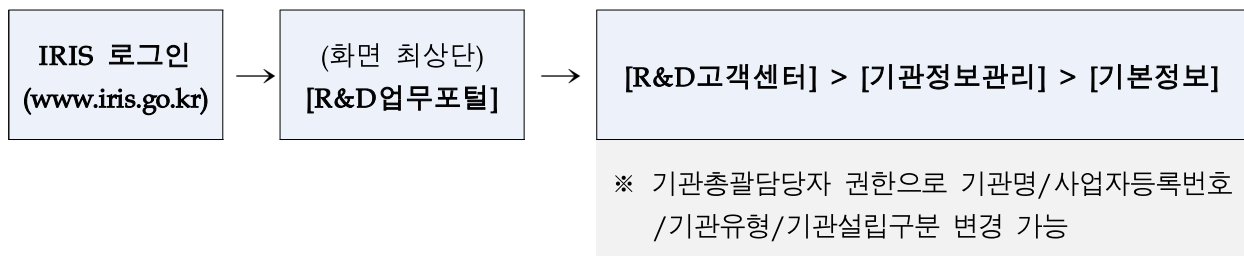 IRIS 로그인
(www.iris.go.kr)
→
(화면 최상단)
[R&D업무포털]
→
[R&D고객센터] > [기관정보관리] > [기본정보]
※ 기관총괄담당자 권한으로 기관명/사업자등록번호
/기관유형/기관설립구분 변경 가능